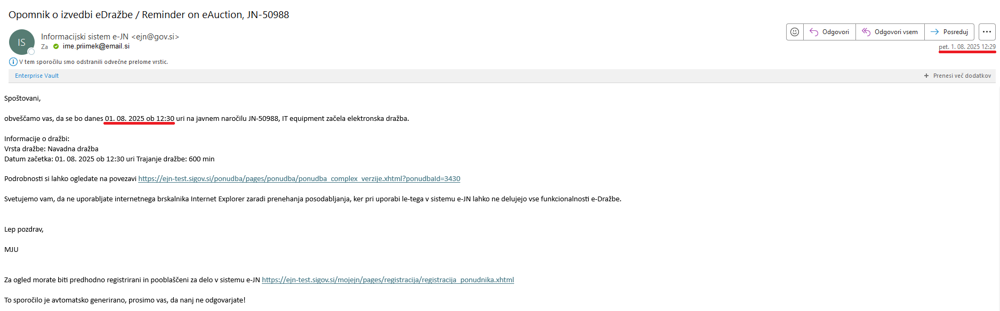 Opomnik o izvedbi eDražbe / Reminder on eAuction, JN-50988
IS
Informacijski sistem e-JN <ejn@gov.si>
Za ime.priimek@email.si
Odgovori
Odgovori vsem
Posreduj
pet. 1. 08. 2025 12:29
V tem sporočilu smo odstranili odvečne prelome vrstic.
Enterprise Vault
+ Prenesi več dodatkov
Spoštovani,
obveščamo vas, da se bo danes 01. 08. 2025 ob 12:30 uri na javnem naročilu JN-50988, IT equipment začela elektronska dražba.
Informacije o dražbi:
Vrsta dražbe: Navadna dražba
Datum začetka: 01. 08. 2025 ob 12:30 uri Trajanje dražbe: 600 min
Podrobnosti si lahko ogledate na povezavi https://ejn-test.sigov.si/ponudba/pages/ponudba/ponudba_complex_verzije.xhtml?ponudbaId=3430
Svetujemo vam, da ne uporabljate internetnega brskalnika Internet Explorer zaradi prenehanja posodabljanja, ker pri uporabi le-tega v sistemu e-JN lahko ne delujejo vse funkcionalnosti e-Dražbe.
Lep pozdrav,
MJU
Za ogled morate biti predhodno registrirani in pooblaščeni za delo v sistemu e-JN https://ejn-test.sigov.si/mojejn/pages/registracija/registracija_ponudnika.xhtml
To sporočilo je avtomatsko generirano, prosimo vas, da nanj ne odgovarjate!